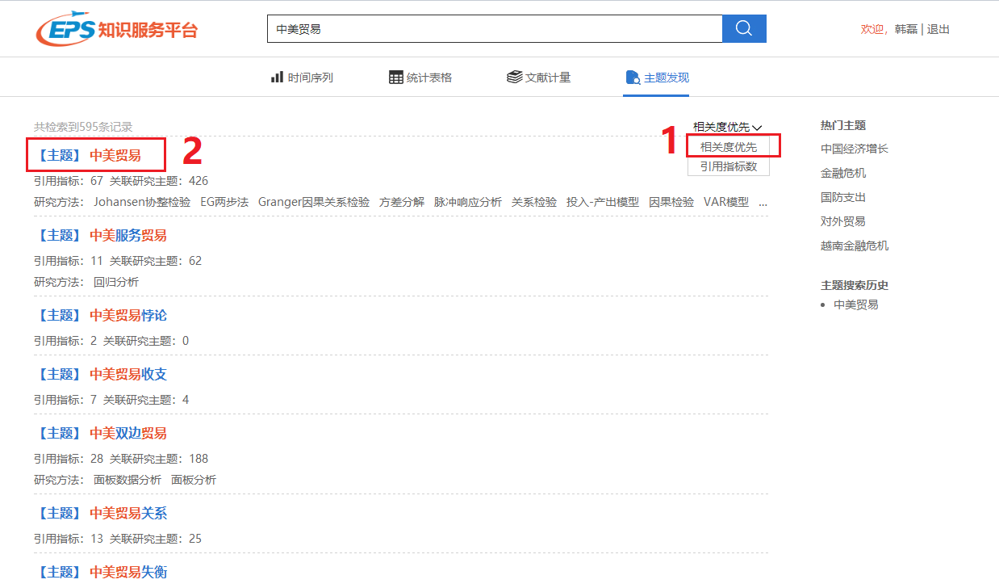 EPS知识服务平台
中美贸易
欢迎，韩磊 | 退出
时间序列
统计表格
文献计量
主题发现
共检索到595条记录
相关度优先
1
相关度优先
引用指标数
【主题】 中美贸易
2
引用指标：67 关联研究主题：426
研究方法： Johansen协整检验 EG两步法 Granger因果关系检验 方差分解 脉冲响应分析 关系检验 投入-产出模型 因果检验 VAR模型 ...
【主题】 中美服务贸易
引用指标：11 关联研究主题：62
研究方法： 回归分析
【主题】 中美贸易悖论
引用指标：2 关联研究主题：0
【主题】 中美贸易收支
引用指标：7 关联研究主题：4
【主题】 中美双边贸易
引用指标：28 关联研究主题：188
研究方法： 面板数据分析 面板分析
【主题】 中美贸易关系
引用指标：13 关联研究主题：25
【主题】 中美贸易失衡
热门主题
中国经济增长
金融危机
国防支出
对外贸易
越南金融危机
主题搜索历史
• 中美贸易